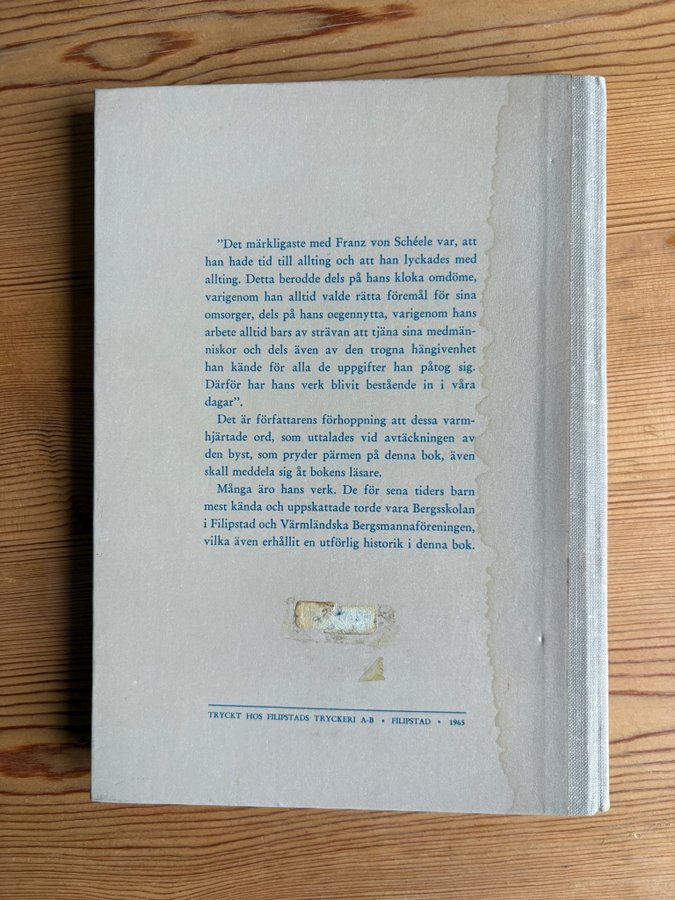 ”Det märkligaste med Franz von Schéele var, att
han hade tid till allting och att han lyckades med
allting. Detta berodde dels på hans kloka omdöme,
varigenom han alltid valde rätta föremål för sina
omsorger, dels på hans oegennytta, varigenom hans
arbete alltid bars av strävan att tjäna sina medmän-
niskor och dels även av den trogna hängivenhet
han kände för alla de uppgifter han påtog sig.
Därför har hans verk blivit bestående in i våra
dagar”.
Det är författarens förhoppning att dessa varm-
hjärtade ord, som uttalades vid avtäckningen av
den byst, som pryder pärmen på denna bok, även
skall meddela sig åt bokens läsare.
Många äro hans verk. De för sena tiders barn
mest kända och uppskattade torde vara Bergsskolan
i Filipstad och Värmländska Bergsmannaföreningen,
vilka även erhållit en utförlig historik i denna bok.
TRYCKT HOS FILIPSTADS TRYCKERI A-B • FILIPSTAD • 1965